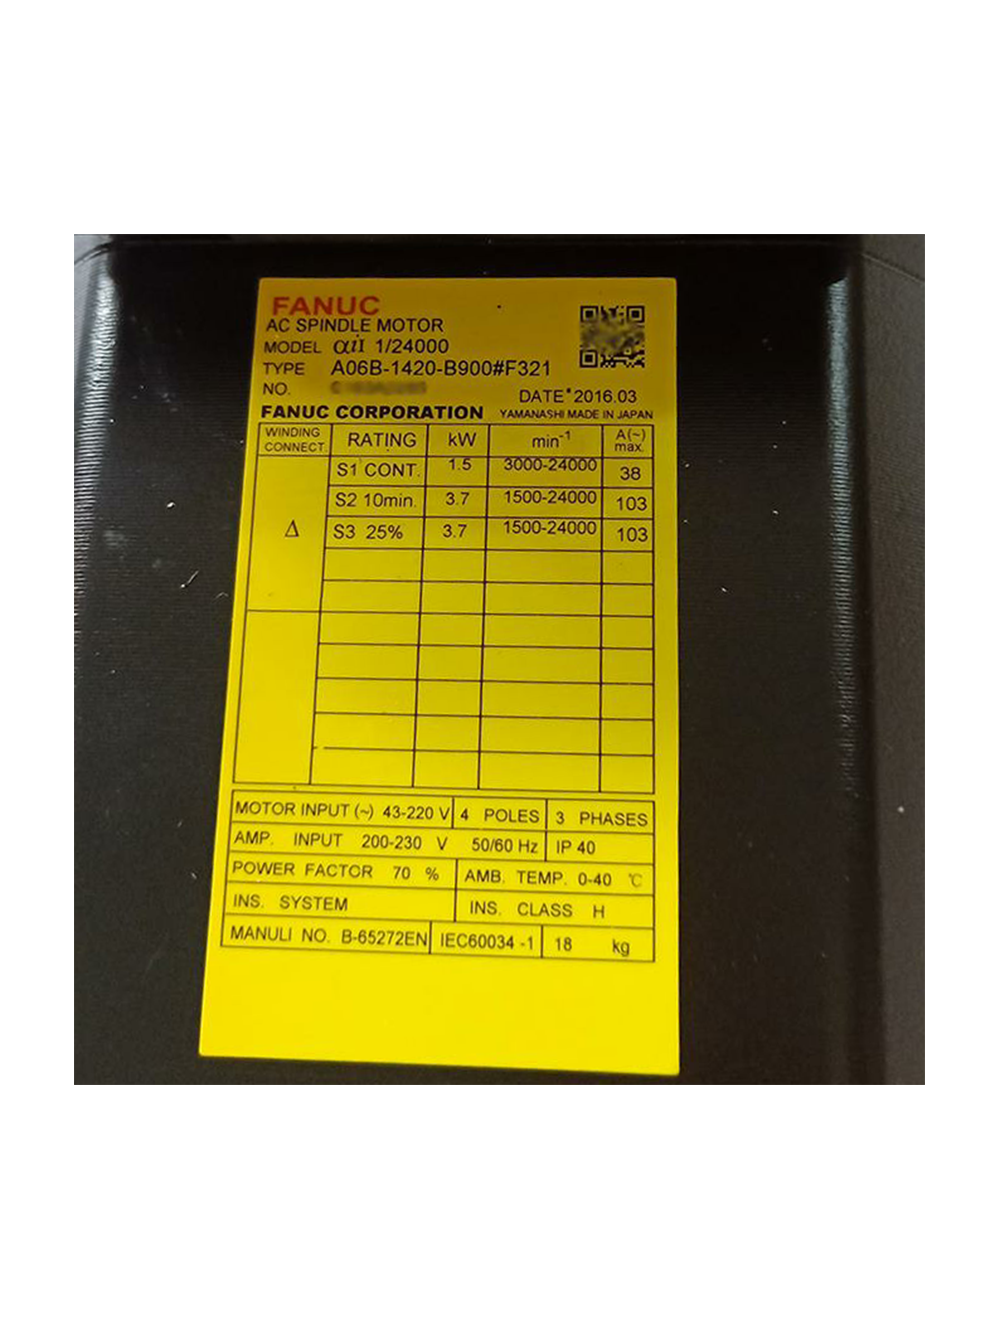 FANUC
AC SPINDLE MOTOR
MODEL αiI 1/24000
TYPE A06B-1420-B900#F321
NO.
DATE 2016.03
FANUC CORPORATION YAMANASHI MADE IN JAPAN
WINDING CONNECT. RATING kW min-1 A(~) max.
S1 CONT. 1.5 3000-24000 38
S2 10min. 3.7 1500-24000 103
Δ S3 25% 3.7 1500-24000 103
MOTOR INPUT (~) 43-220 V 4 POLES 3 PHASES
AMP. INPUT 200-230 V 50/60 Hz IP 40
POWER FACTOR 70 % AMB. TEMP. 0-40 ℃
INS. SYSTEM INS. CLASS H
MANULI NO. B-65272EN IEC60034 -1 18 kg